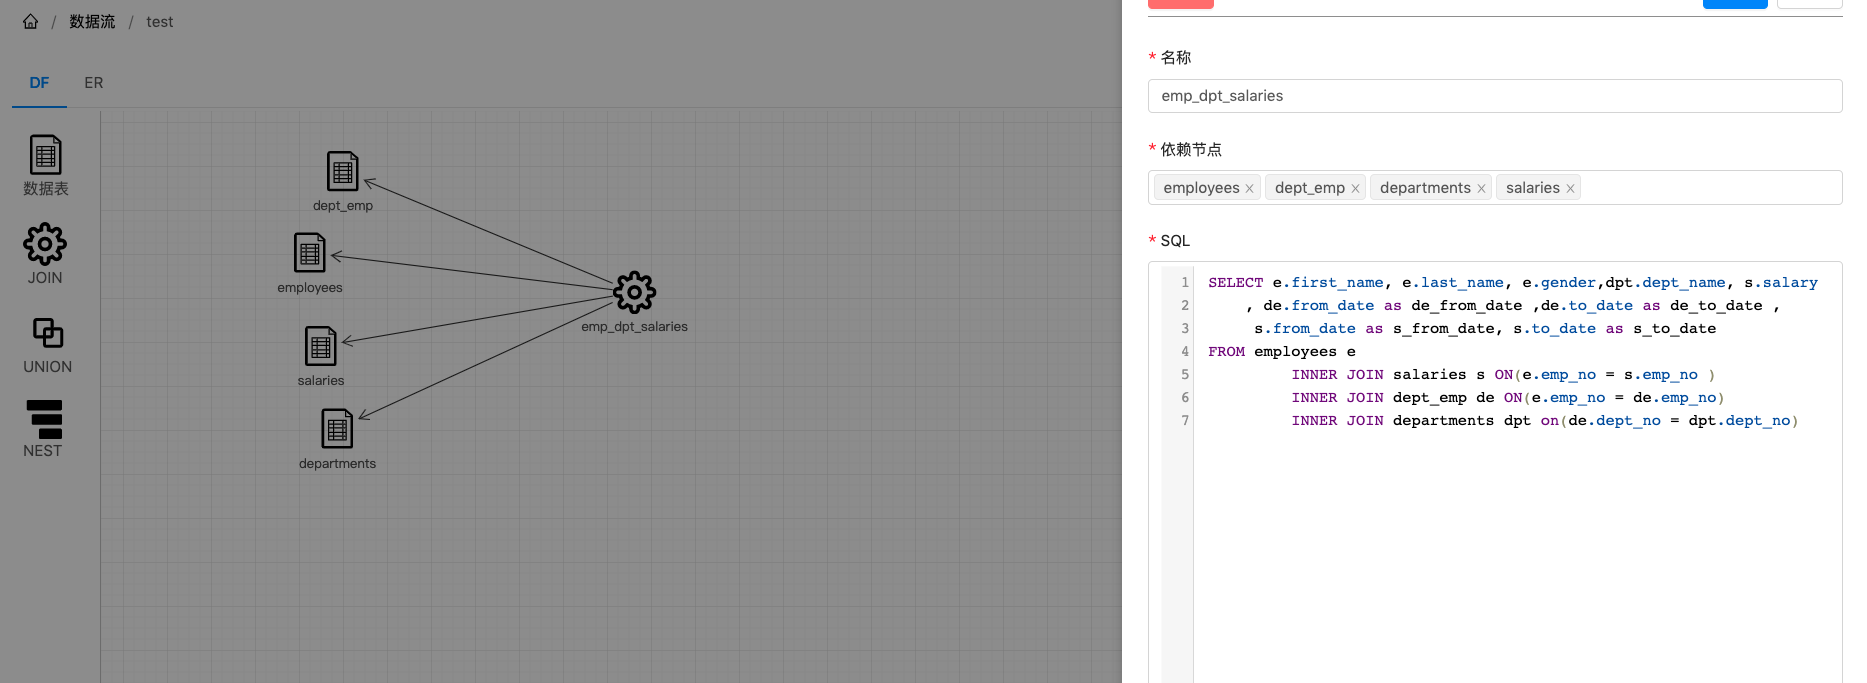 / 数据流 / test
DF ER
数据表
JOIN
UNION
NEST
dept_emp
employees
salaries
departments
emp_dpt_salaries
* 名称
emp_dpt_salaries
* 依赖节点
employees × dept_emp × departments × salaries ×
* SQL
1 SELECT e.first_name, e.last_name, e.gender,dpt.dept_name, s.salary
2 , de.from_date as de_from_date ,de.to_date as de_to_date ,
3 s.from_date as s_from_date, s.to_date as s_to_date
4 FROM employees e
5 INNER JOIN salaries s ON(e.emp_no = s.emp_no )
6 INNER JOIN dept_emp de ON(e.emp_no = de.emp_no)
7 INNER JOIN departments dpt on(de.dept_no = dpt.dept_no)